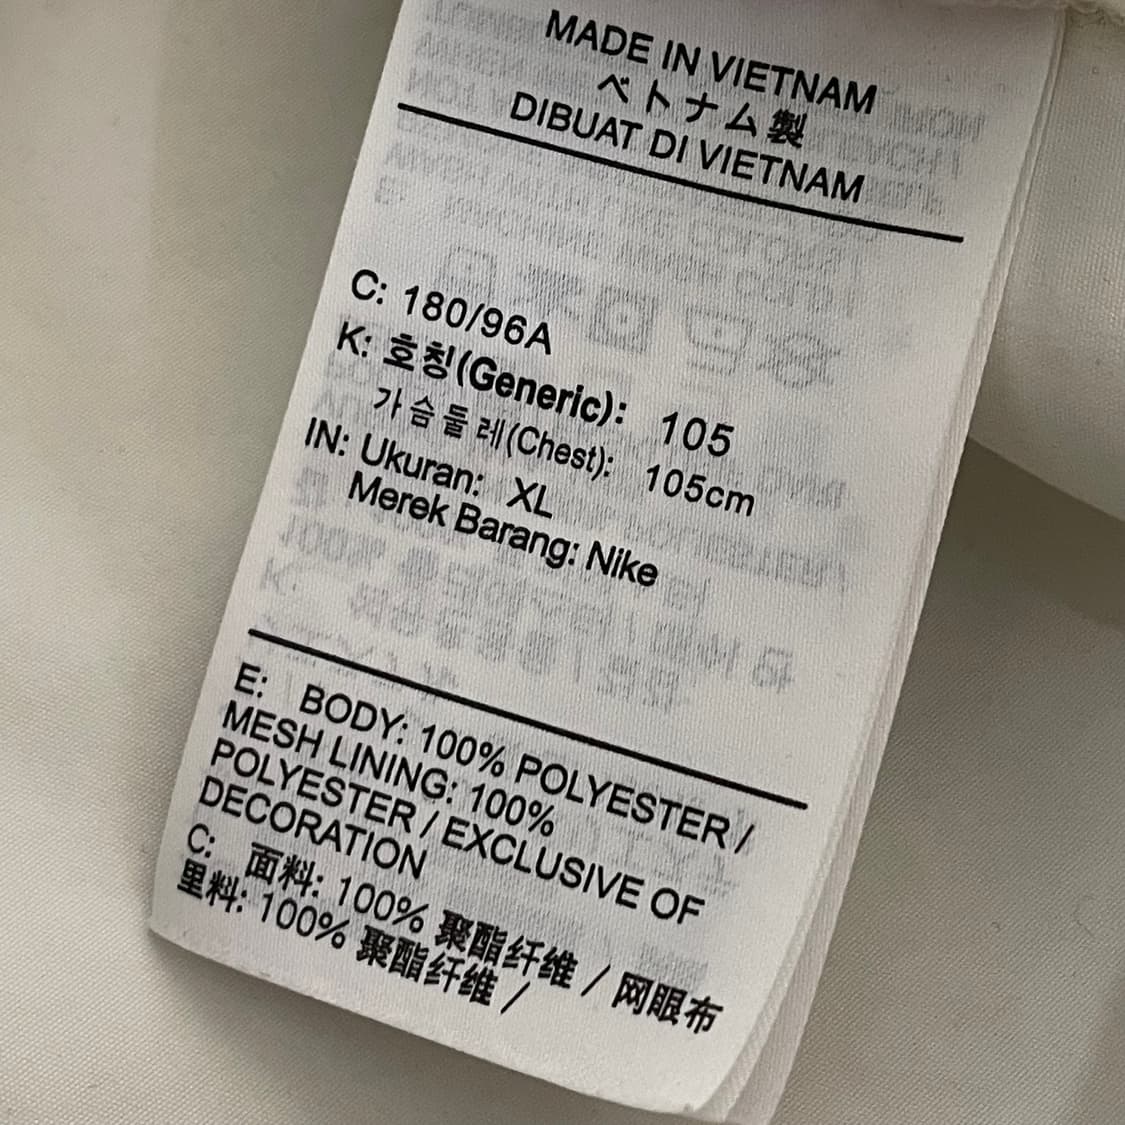 MADE IN VIETNAM
ベトナム製
DIBUAT DI VIETNAM
C: 180/96A
K: 호칭(Generic): 105
가슴둘레(Chest): 105cm
IN: Ukuran: XL
Merek Barang: Nike
E: BODY: 100% POLYESTER /
MESH LINING: 100%
POLYESTER / EXCLUSIVE OF
DECORATION
C: 面料: 100% 聚酯纤维 / 网眼布
里料: 100% 聚酯纤维 /